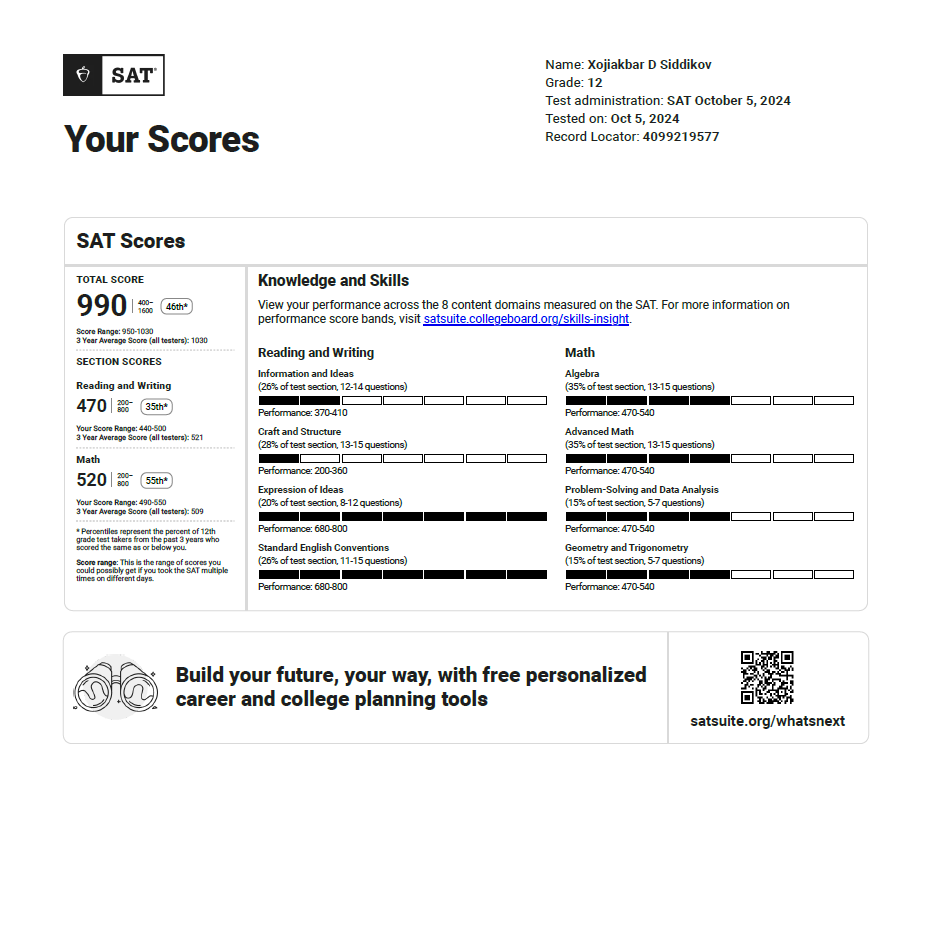 SAT®
Your Scores
Name: Xojiakbar D Siddikov
Grade: 12
Test administration: SAT October 5, 2024
Tested on: Oct 5, 2024
Record Locator: 4099219577
SAT Scores
TOTAL SCORE
990 | 400–1600 46th*
Score Range: 950-1030
3 Year Average Score (all testers): 1030
SECTION SCORES
Reading and Writing
470 | 200–800 35th*
Your Score Range: 440-500
3 Year Average Score (all testers): 521
Math
520 | 200–800 55th*
Your Score Range: 490-550
3 Year Average Score (all testers): 509
* Percentiles represent the percent of 12th
grade test takers from the past 3 years who
scored the same as or below you.
Score range: This is the range of scores you
could possibly get if you took the SAT multiple
times on different days.
Knowledge and Skills
View your performance across the 8 content domains measured on the SAT. For more information on
performance score bands, visit satsuite.collegeboard.org/skills-insight.
Reading and Writing
Information and Ideas
(26% of test section, 12-14 questions)
Performance: 370-410
Craft and Structure
(28% of test section, 13-15 questions)
Performance: 200-360
Expression of Ideas
(20% of test section, 8-12 questions)
Performance: 680-800
Standard English Conventions
(26% of test section, 11-15 questions)
Performance: 680-800
Math
Algebra
(35% of test section, 13-15 questions)
Performance: 470-540
Advanced Math
(35% of test section, 13-15 questions)
Performance: 470-540
Problem-Solving and Data Analysis
(15% of test section, 5-7 questions)
Performance: 470-540
Geometry and Trigonometry
(15% of test section, 5-7 questions)
Performance: 470-540
Build your future, your way, with free personalized
career and college planning tools
satsuite.org/whatsnext